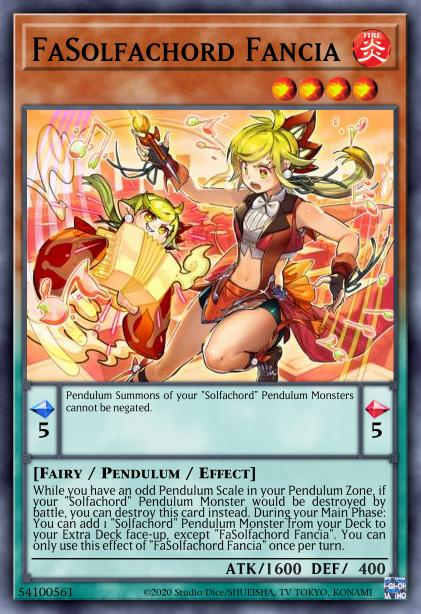 FaSolfachord Fancia
FIRE
炎
Pendulum Summons of your "Solfachord" Pendulum Monsters
cannot be negated.
5
5
[Fairy / Pendulum / Effect]
While you have an odd Pendulum Scale in your Pendulum Zone, if
your "Solfachord" Pendulum Monster would be destroyed by
battle, you can destroy this card instead. During your Main Phase:
You can add 1 "Solfachord" Pendulum Monster from your Deck to
your Extra Deck face-up, except "FaSolfachord Fancia". You can
only use this effect of "FaSolfachord Fancia" once per turn.
ATK/1600 DEF/ 400
54100561
©2020 Studio Dice/SHUEISHA, TV TOKYO, KONAMI